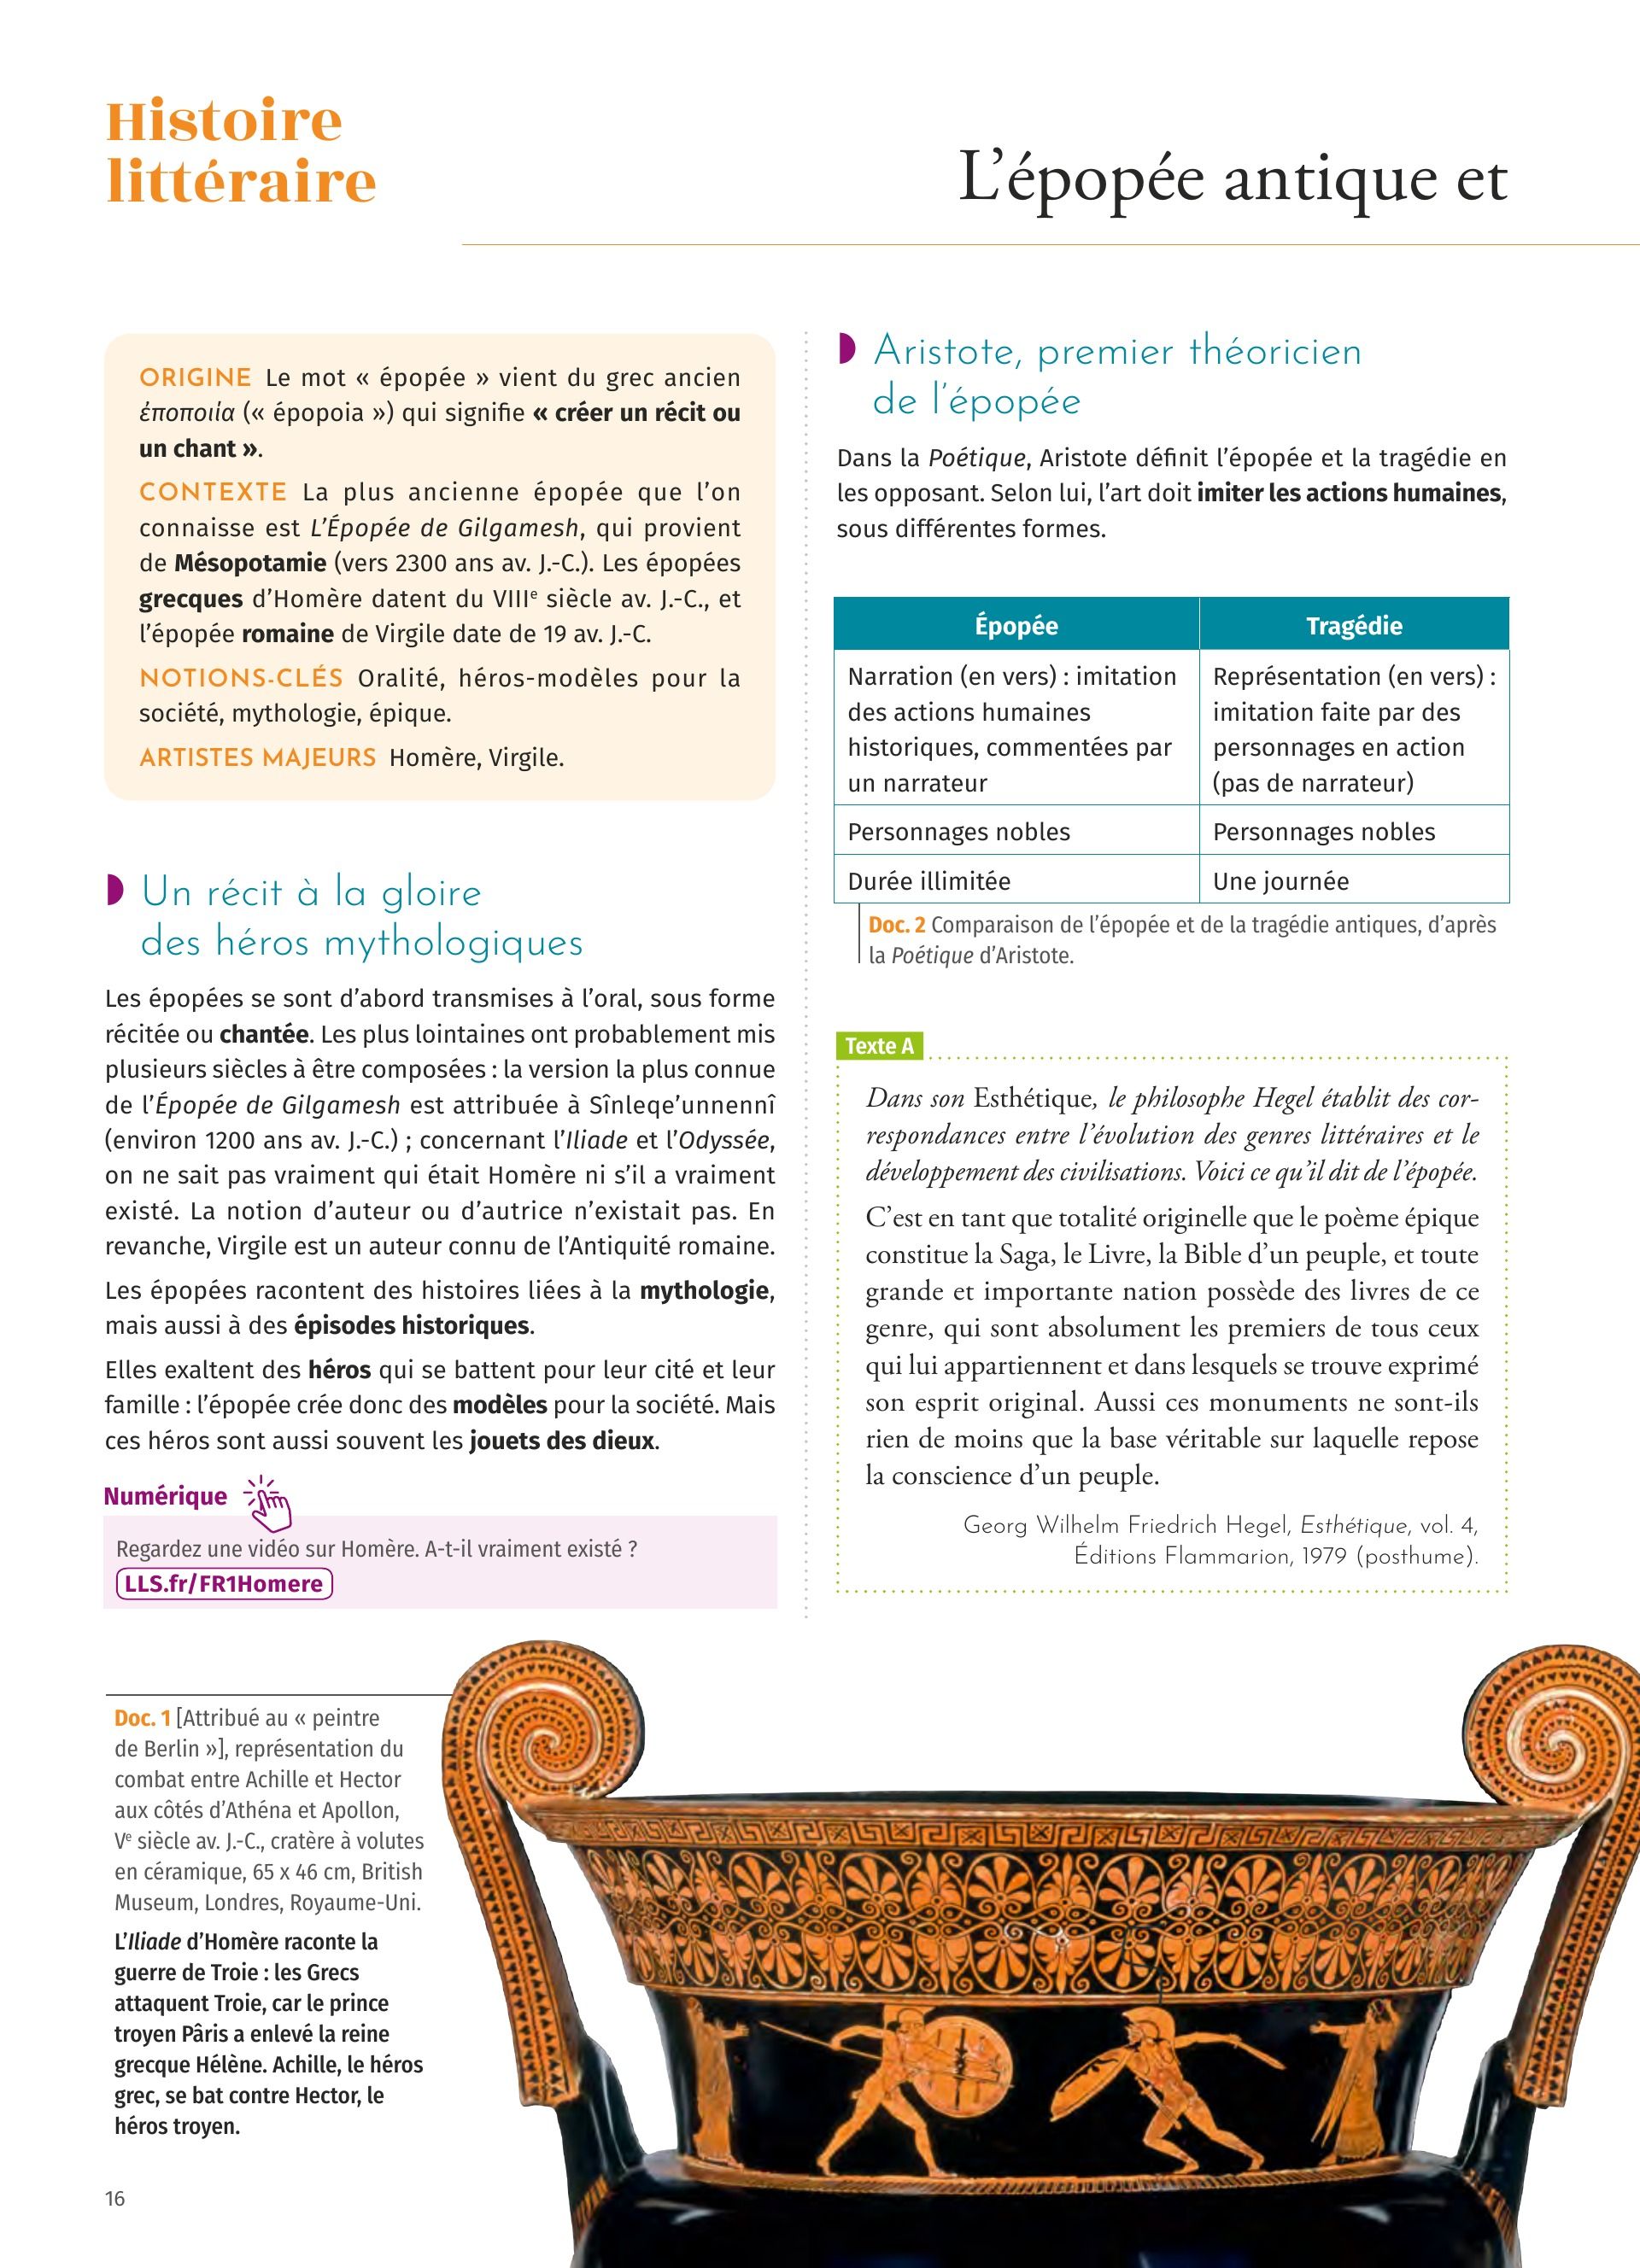 Histoire
littéraire
L'épopée antique et
ORIGINE Le mot « épopée » vient du grec ancien
ἐποποιία (« épopoia ») qui signifie « créer un récit ou
un chant ».
CONTEXTE La plus ancienne épopée que l'on
connaisse est L'Épopée de Gilgamesh, qui provient
de Mésopotamie (vers 2300 ans av. J.-C.). Les épopées
grecques d'Homère datent du VIIIe siècle av. J.-C., et
l'épopée romaine de Virgile date de 19 av. J.-C.
NOTIONS-CLÉS Oralité, héros-modèles pour la
société, mythologie, épique.
ARTISTES MAJEURS Homère, Virgile.
Un récit à la gloire
des héros mythologiques
Les épopées se sont d'abord transmises à l'oral, sous forme
récitée ou chantée. Les plus lointaines ont probablement mis
plusieurs siècles à être composées : la version la plus connue
de l'Épopée de Gilgamesh est attribuée à Sînleqe'unnennî
(environ 1200 ans av. J.-C.) ; concernant l'Iliade et l'Odyssée,
on ne sait pas vraiment qui était Homère ni s'il a vraiment
existé. La notion d'auteur ou d'autrice n'existait pas. En
revanche, Virgile est un auteur connu de l'Antiquité romaine.
Les épopées racontent des histoires liées à la mythologie,
mais aussi à des épisodes historiques.
Elles exaltent des héros qui se battent pour leur cité et leur
famille : l'épopée crée donc des modèles pour la société. Mais
ces héros sont aussi souvent les jouets des dieux.
Numérique
Regardez une vidéo sur Homère. A-t-il vraiment existé ?
LLS.fr/FR1Homere
Aristote, premier théoricien
de l'épopée
Dans la Poétique, Aristote définit l'épopée et la tragédie en
les opposant. Selon lui, l'art doit imiter les actions humaines,
sous différentes formes.
Épopée
Tragédie
Narration (en vers) : imitation
des actions humaines
historiques, commentées par
un narrateur
Représentation (en vers) :
imitation faite par des
personnages en action
(pas de narrateur)
Personnages nobles
Personnages nobles
Durée illimitée
Une journée
Doc. 2 Comparaison de l'épopée et de la tragédie antiques, d'après
la Poétique d'Aristote.
Texte A
Dans son Esthétique, le philosophe Hegel établit des cor-
respondances entre l'évolution des genres littéraires et le
développement des civilisations. Voici ce qu'il dit de l'épopée.
C'est en tant que totalité originelle que le poème épique
constitue la Saga, le Livre, la Bible d'un peuple, et toute
grande et importante nation possède des livres de ce
genre, qui sont absolument les premiers de tous ceux
qui lui appartiennent et dans lesquels se trouve exprimé
son esprit original. Aussi ces monuments ne sont-ils
rien de moins que la base véritable sur laquelle repose
la conscience d'un peuple.
Georg Wilhelm Friedrich Hegel, Esthétique, vol. 4,
Éditions Flammarion, 1979 (posthume).
Doc. 1 [Attribué au « peintre
de Berlin »], représentation du
combat entre Achille et Hector
aux côtés d'Athéna et Apollon,
Ve siècle av. J.-C., cratère à volutes
en céramique, 65 x 46 cm, British
Museum, Londres, Royaume-Uni.
L'Iliade d'Homère raconte la
guerre de Troie : les Grecs
attaquent Troie, car le prince
troyen Pâris a enlevé la reine
grecque Hélène. Achille, le héros
grec, se bat contre Hector, le
héros troyen.
16